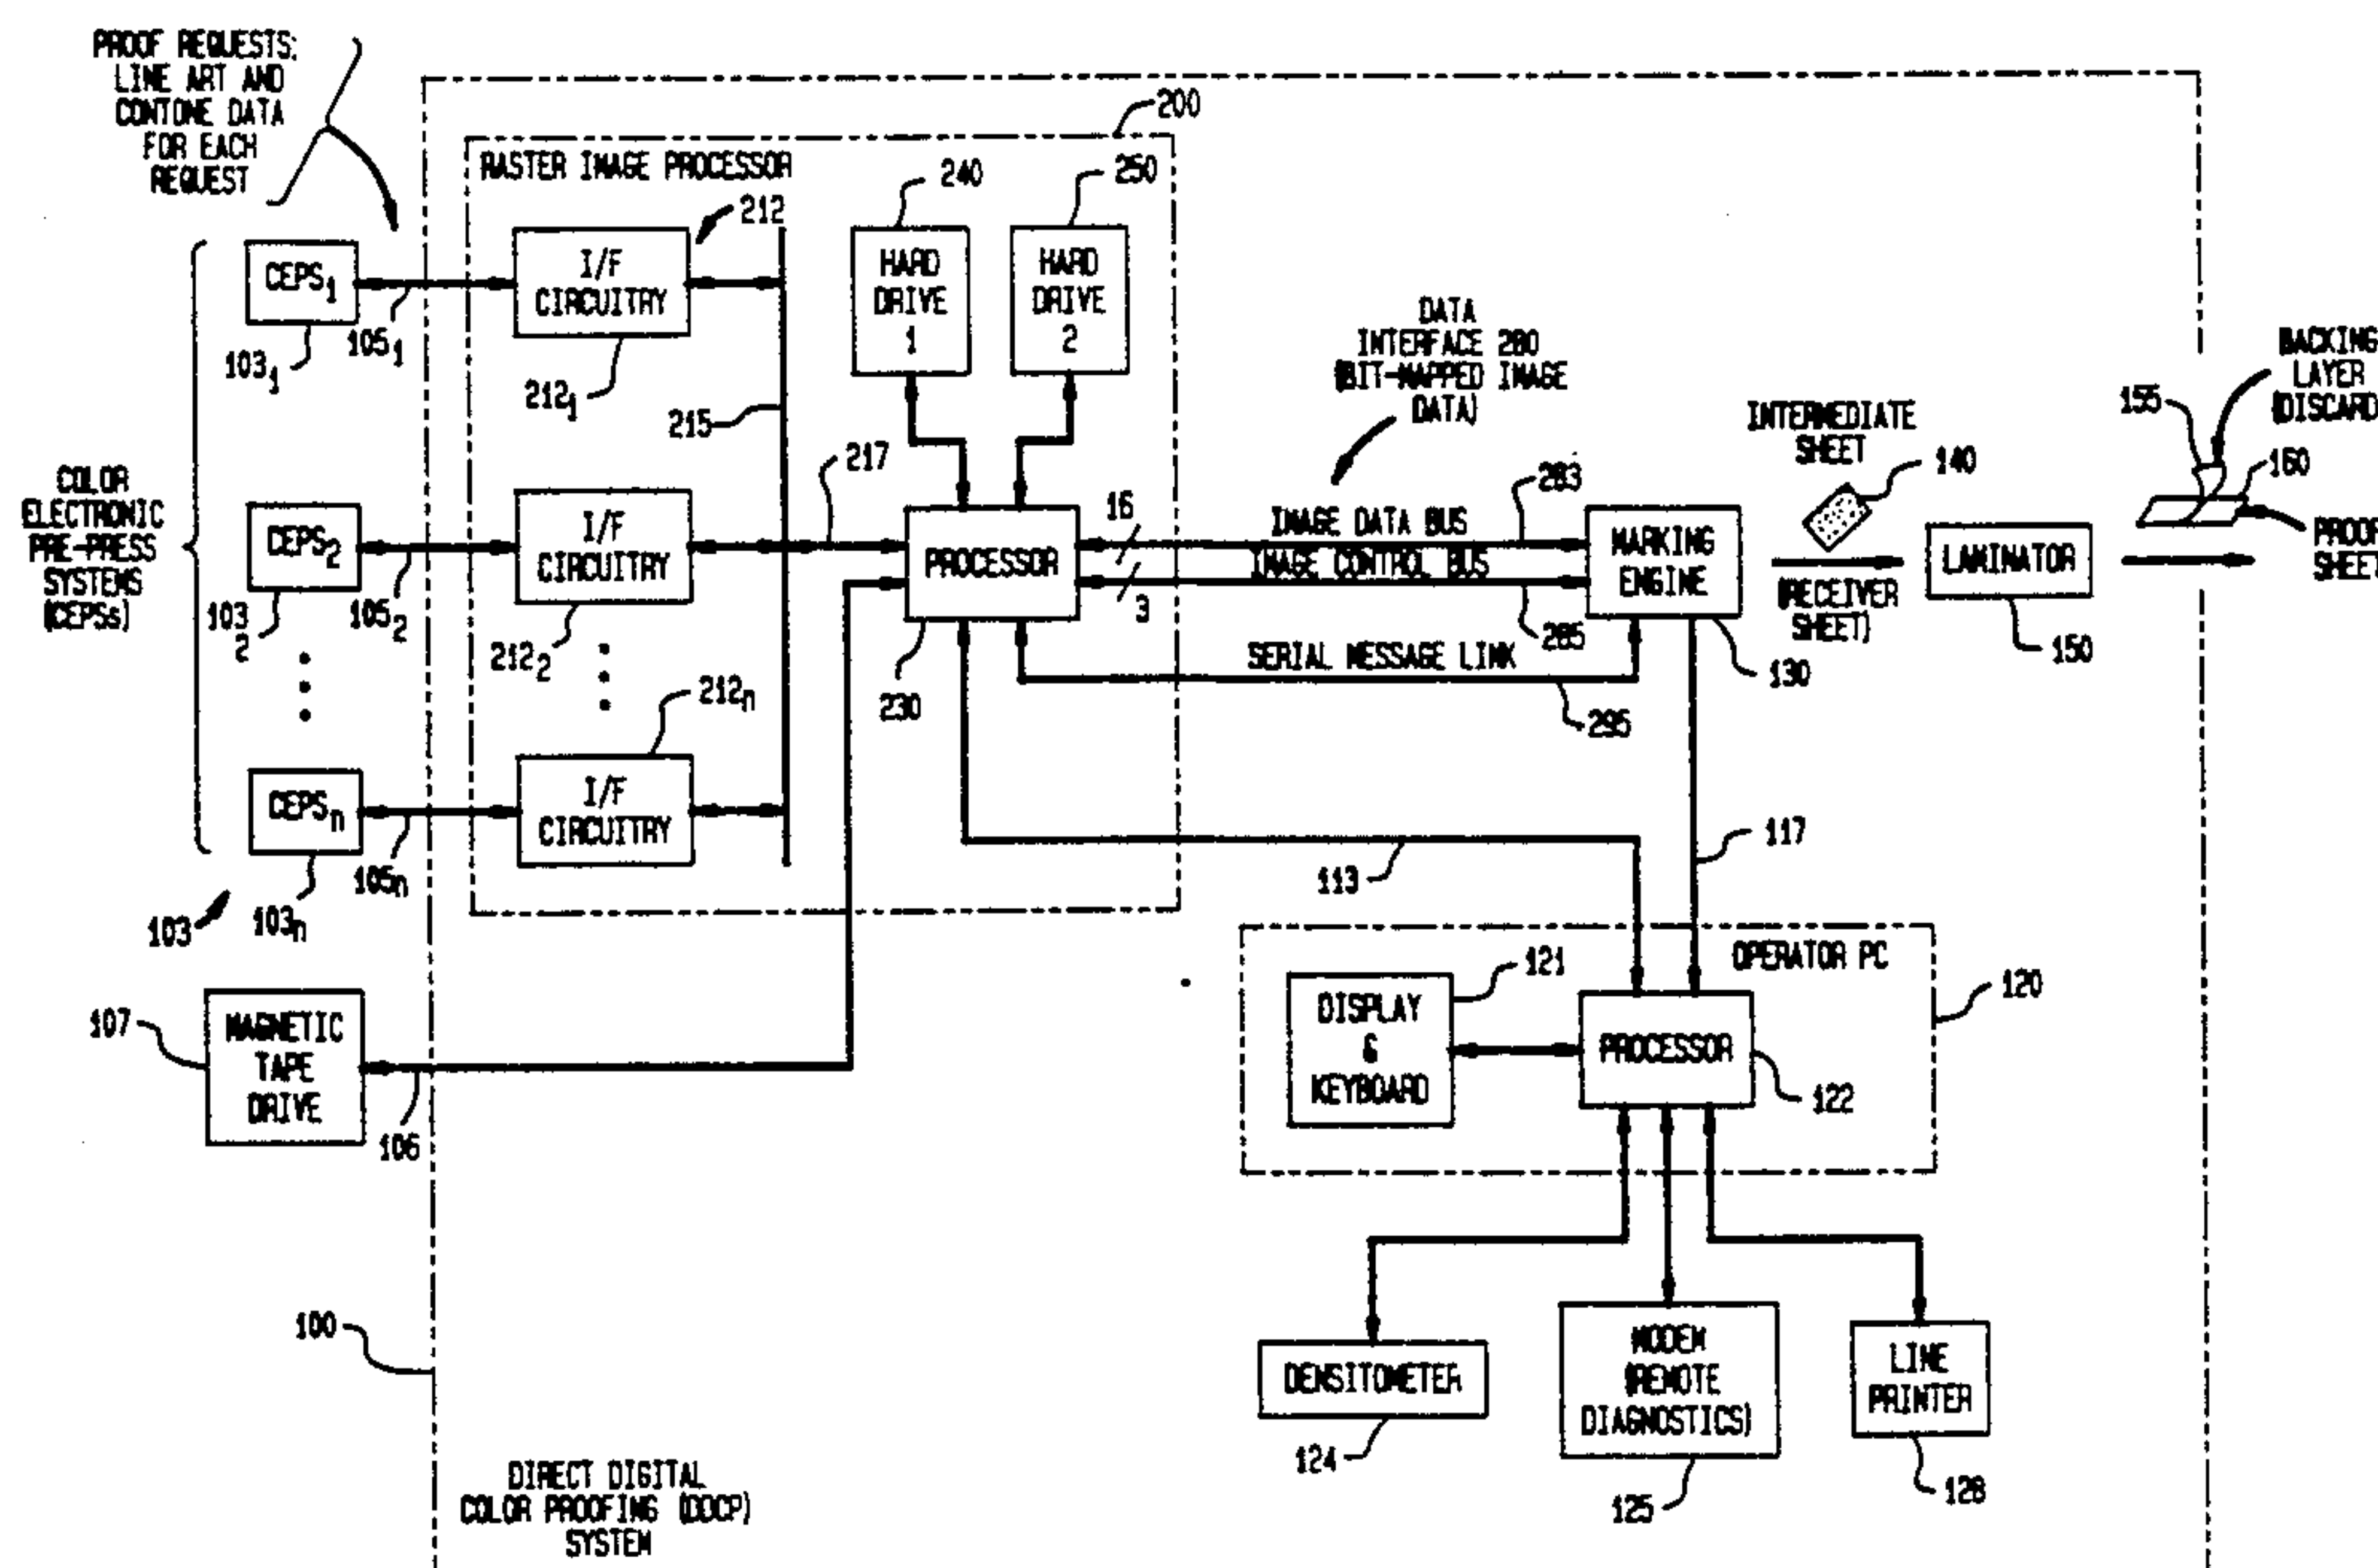 PROOF REQUESTS;
LINE ART AND
CONTONE DATA
FOR EACH
REQUEST
200
RASTER IMAGE PROCESSOR
240
250
212
CEPS1
I/F
CIRCUITRY
HARD
DRIVE
1
HARD
DRIVE
2
1031
1051
2121
215
217
DATA
INTERFACE 280
(BIT-MAPPED IMAGE
DATA)
INTERMEDIATE
SHEET
140
155
BACKING
LAYER
(DISCARD
160
PROOF
SHEET
COLOR
ELECTRONIC
PRE-PRESS
SYSTEMS
(CEPSs)
CEPS2
I/F
CIRCUITRY
PROCESSOR
16
IMAGE DATA BUS
283
IMAGE CONTROL BUS
3
285
MARKING
ENGINE
(RECEIVER
SHEET)
LAMINATOR
1032
1052
2122
230
SERIAL MESSAGE LINK
295
130
150
212n
CEPSn
I/F
CIRCUITRY
103
103n
105n
113
117
OPERATOR PC
107
MAGNETIC
TAPE
DRIVE
106
121
DISPLAY
&
KEYBOARD
PROCESSOR
120
122
100
DENSITOMETER
MODEM
(REMOTE
DIAGNOSTICS)
LINE
PRINTER
124
125
128
DIRECT DIGITAL
COLOR PROOFING (DDCP)
SYSTEM